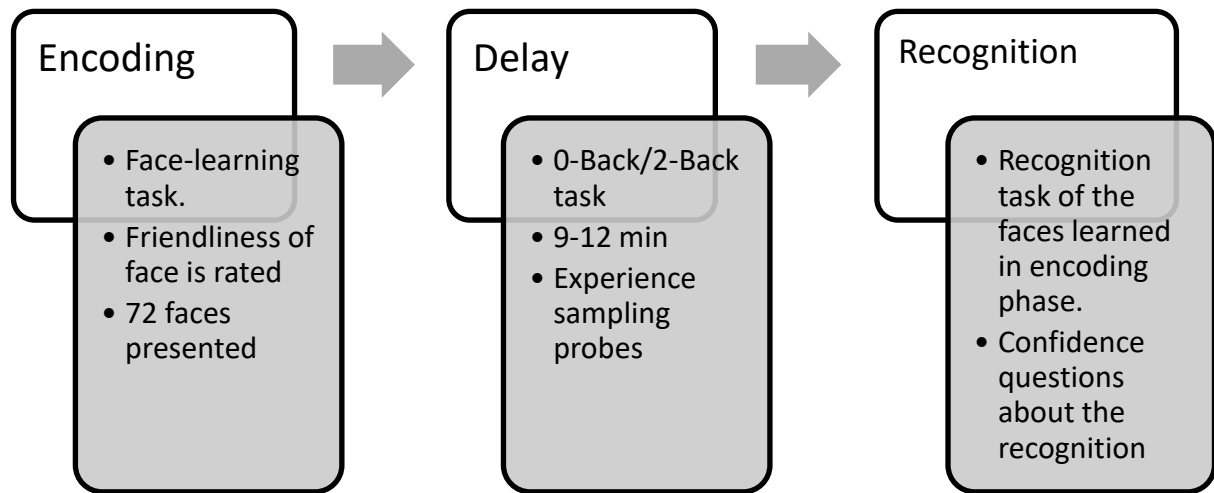 Encoding
• Face-learning
task.
• Friendliness of
face is rated
• 72 faces
presented
Delay
• 0-Back/2-Back
task
• 9-12 min
• Experience
sampling
probes
Recognition
• Recognition
task of the
faces learned
in encoding
phase.
• Confidence
questions
about the
recognition